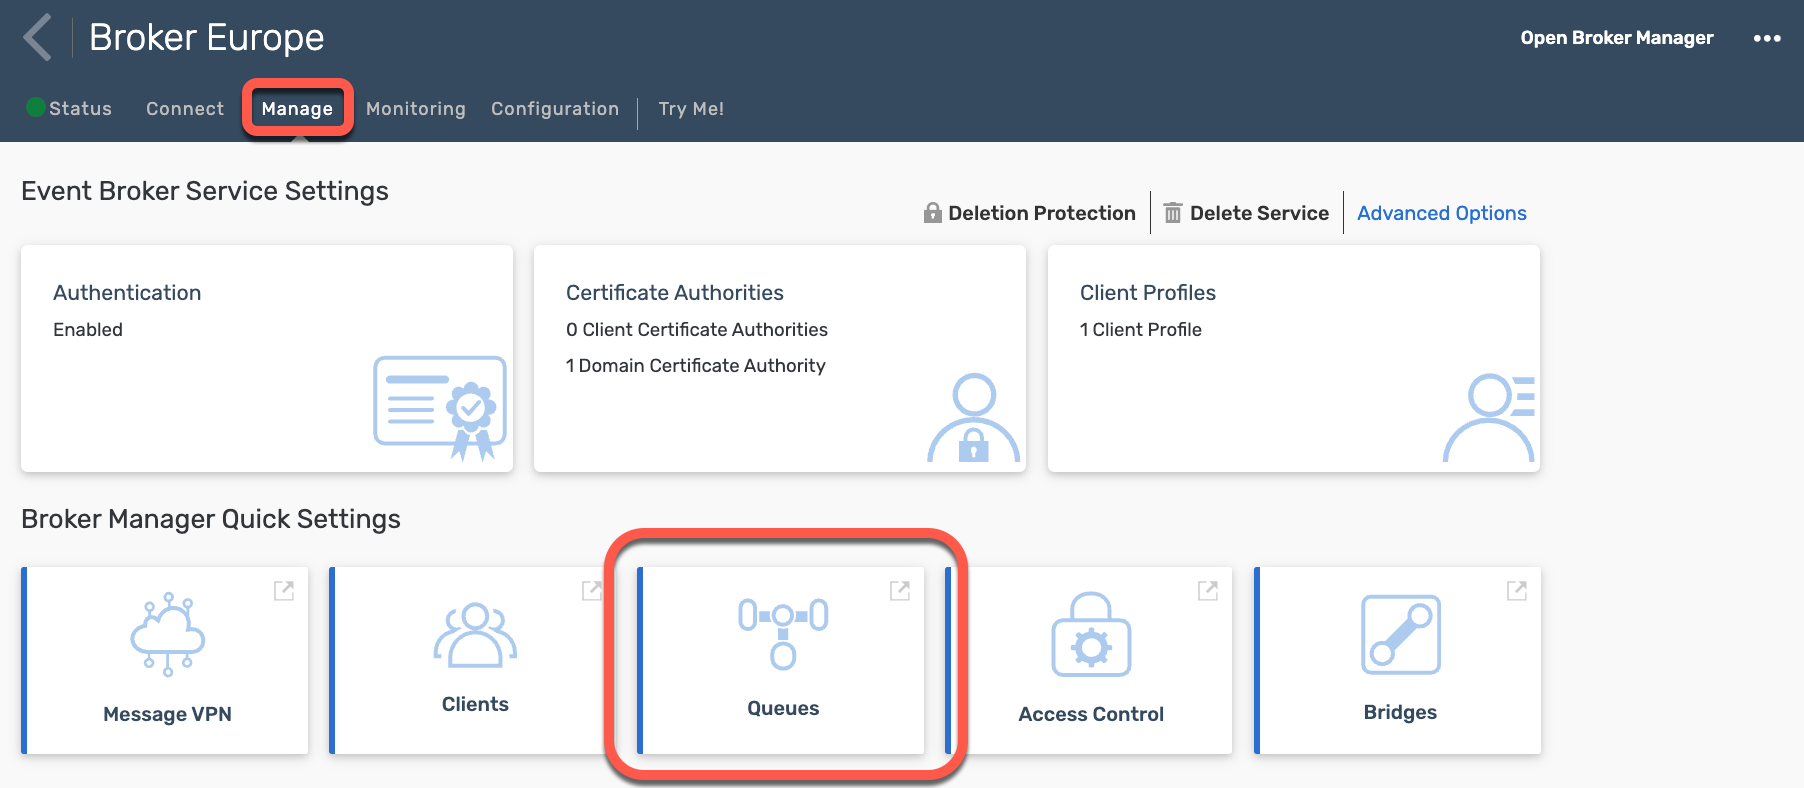 Broker Europe
Open Broker Manager
Status
Connect
Manage
Monitoring
Configuration
Try Me!
Event Broker Service Settings
Deletion Protection
Delete Service
Advanced Options
Authentication
Enabled
Certificate Authorities
0 Client Certificate Authorities
1 Domain Certificate Authority
Client Profiles
1 Client Profile
Broker Manager Quick Settings
Message VPN
Clients
Queues
Access Control
Bridges